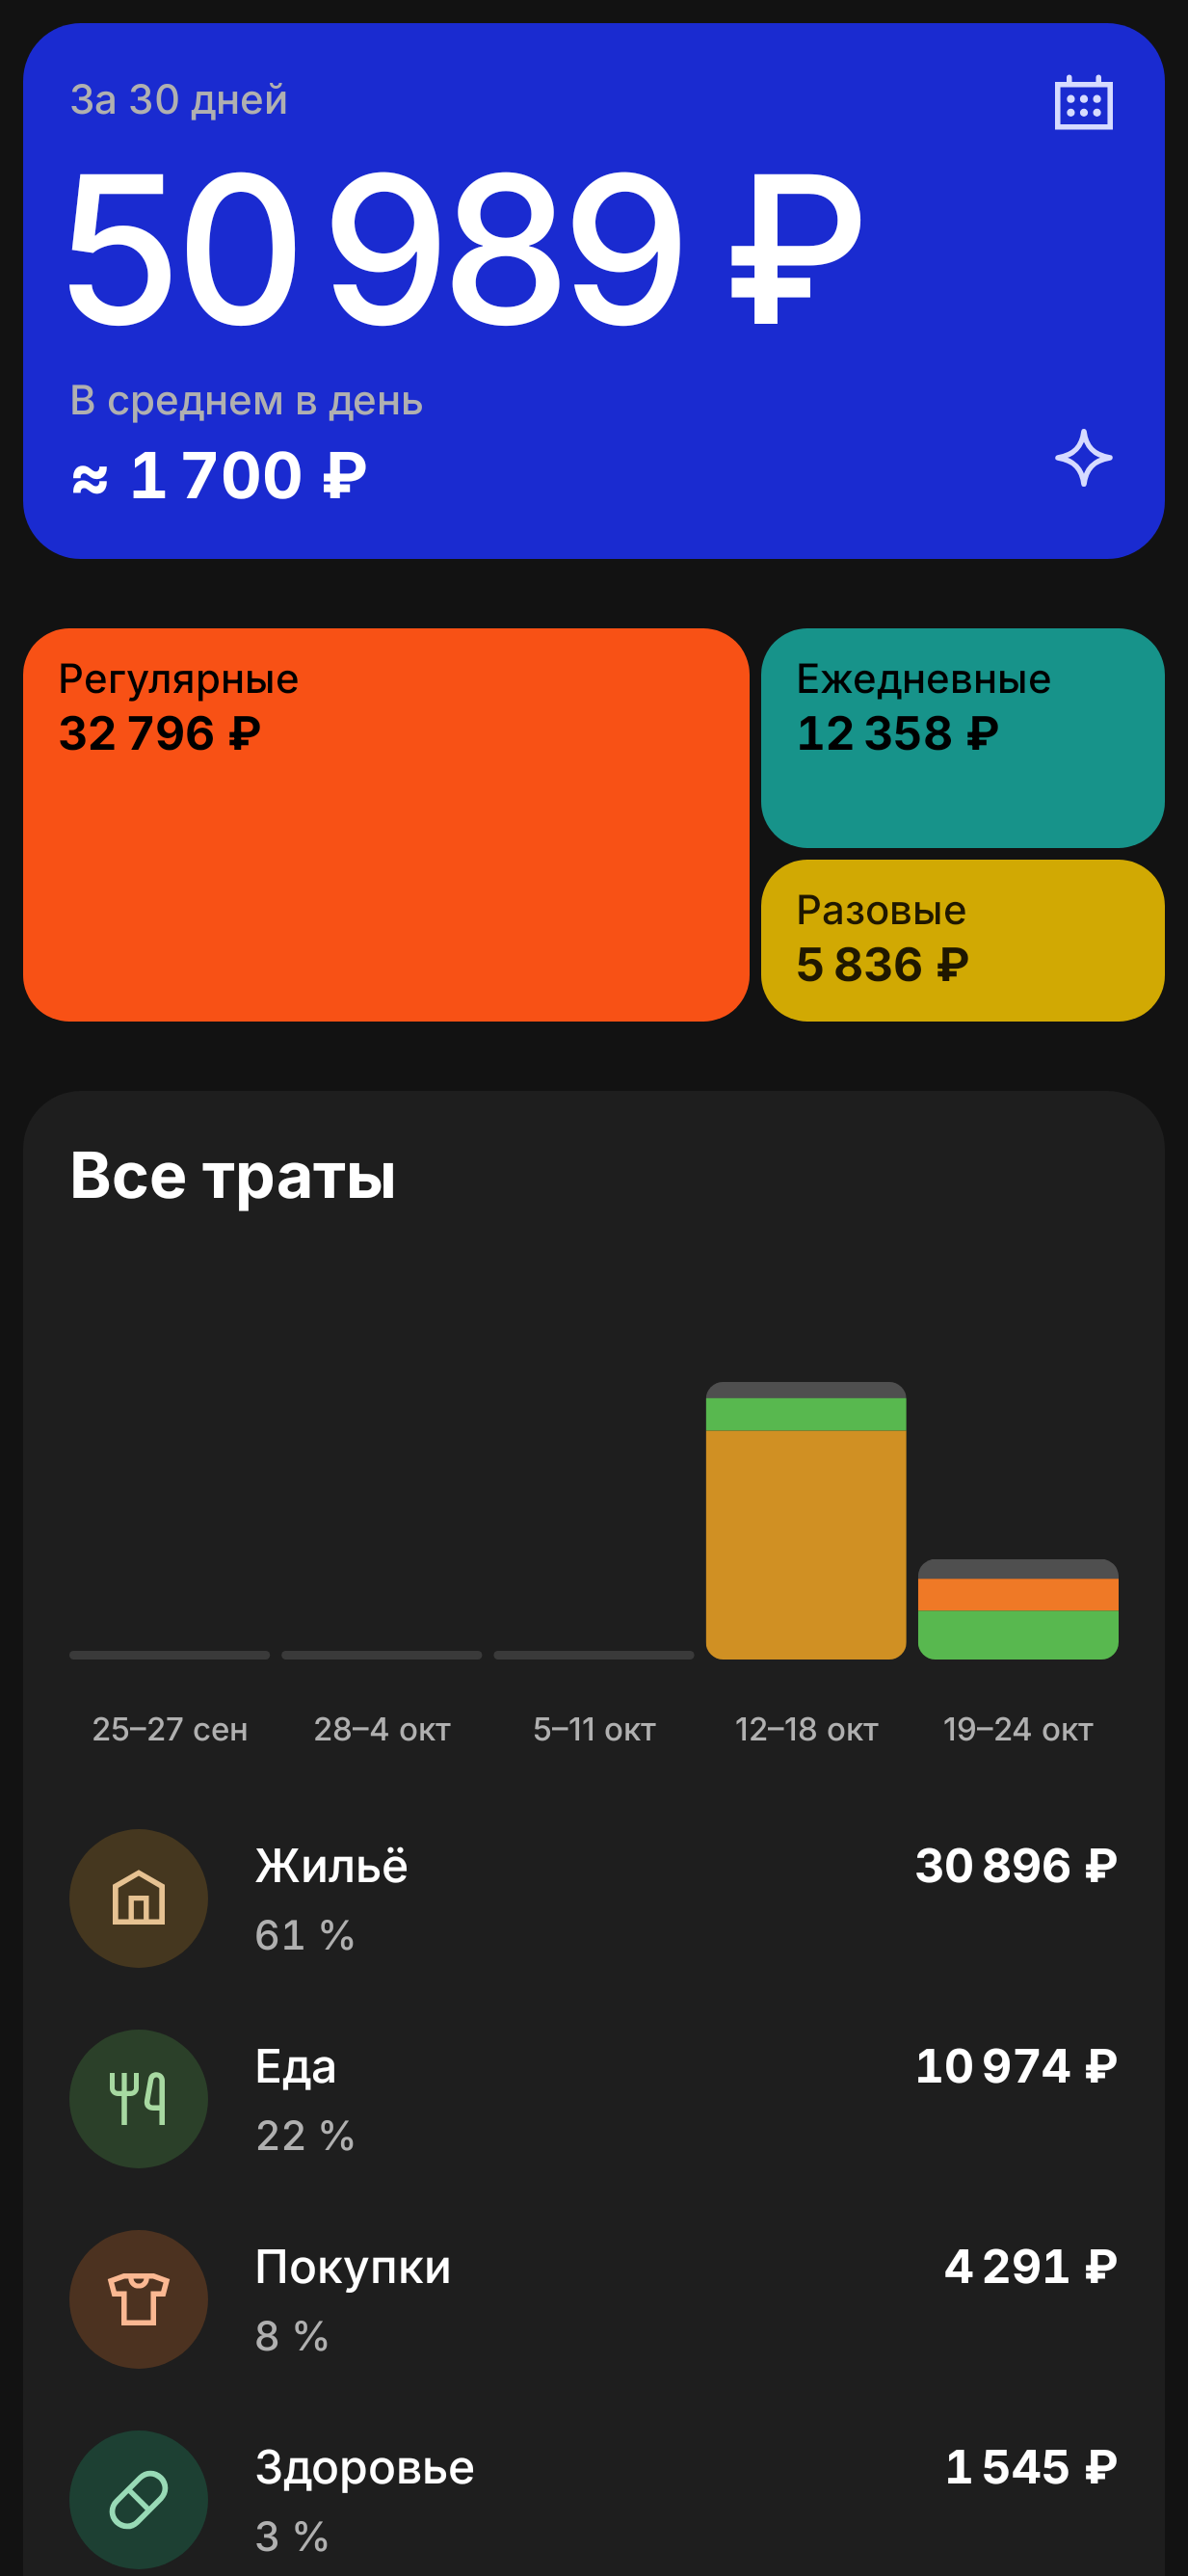 За 30 дней
50 989 ₽
В среднем в день
≈ 1 700 ₽
Регулярные
32 796 ₽
Ежедневные
12 358 ₽
Разовые
5 836 ₽
Все траты
25–27 сен
28–4 окт
5–11 окт
12–18 окт
19–24 окт
Жильё
30 896 ₽
61 %
Еда
10 974 ₽
22 %
Покупки
4 291 ₽
8 %
Здоровье
1 545 ₽
3 %